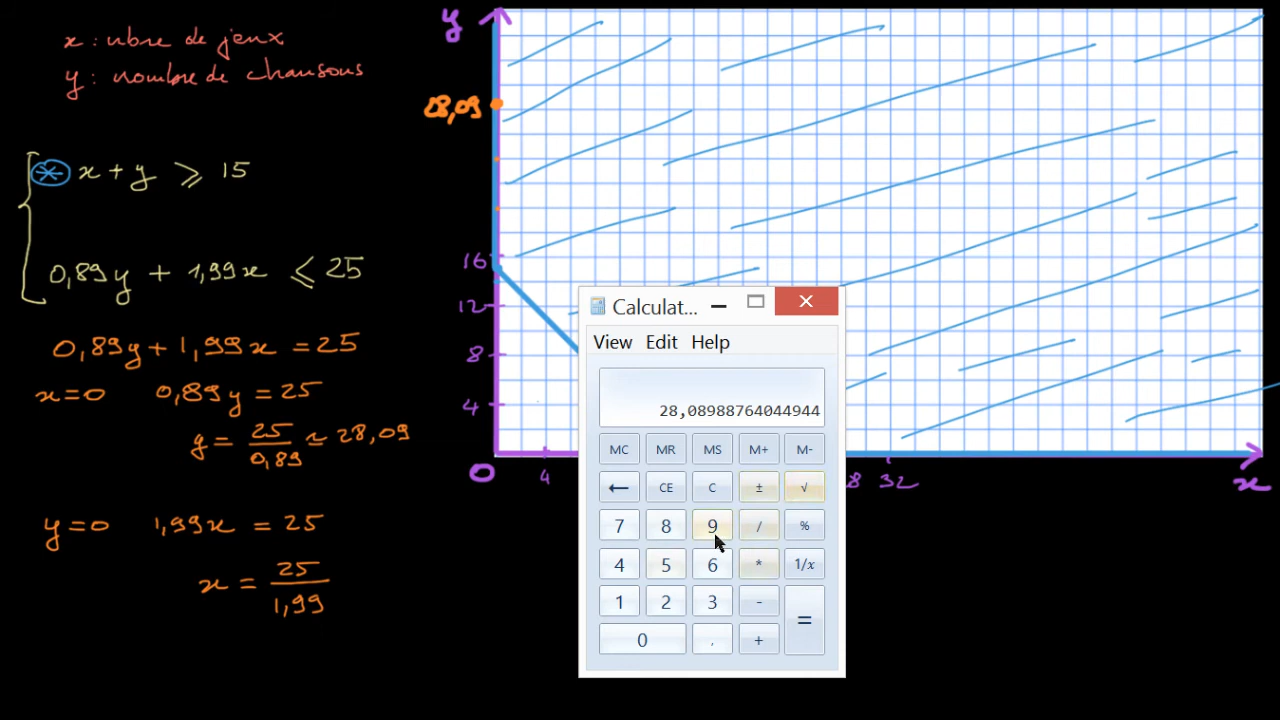 x : nbre de jeux
y : nombre de chansons
* x + y ⩾ 15
0,89y + 1,99x ⩽ 25
0,89y + 1,99x = 25
x = 0 0,89y = 25
y = 25/0,89 ≃ 28,09
y = 0 1,99x = 25
x = 25/1,99
y
28,09
16
12
8
4
0
4
8 32
x
Calculat...
View Edit Help
28,08988764044944
MC MR MS M+ M-
← CE C ± √
7 8 9 / %
4 5 6 * 1/x
1 2 3 - =
0 , +